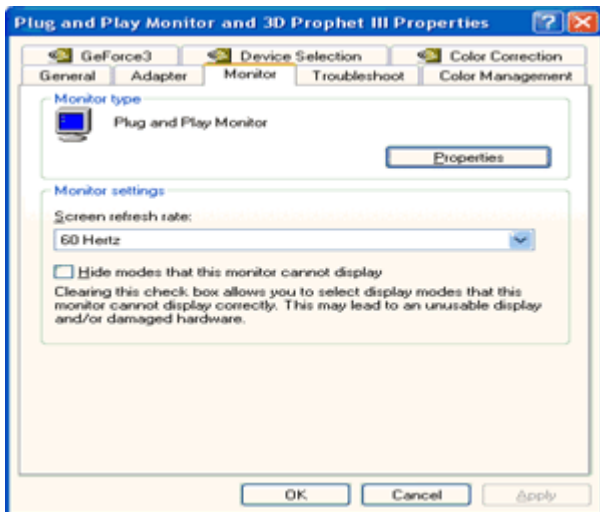 Plug and Play Monitor and 3D Prophet III Properties
GeForce3 Device Selection Color Correction
General Adapter Monitor Troubleshoot Color Management
Monitor type
Plug and Play Monitor
Properties
Monitor settings
Screen refresh rate:
60 Hertz
Hide modes that this monitor cannot display
Clearing this check box allows you to select display modes that this
monitor cannot display correctly. This may lead to an unusable display
and/or damaged hardware.
OK Cancel Apply